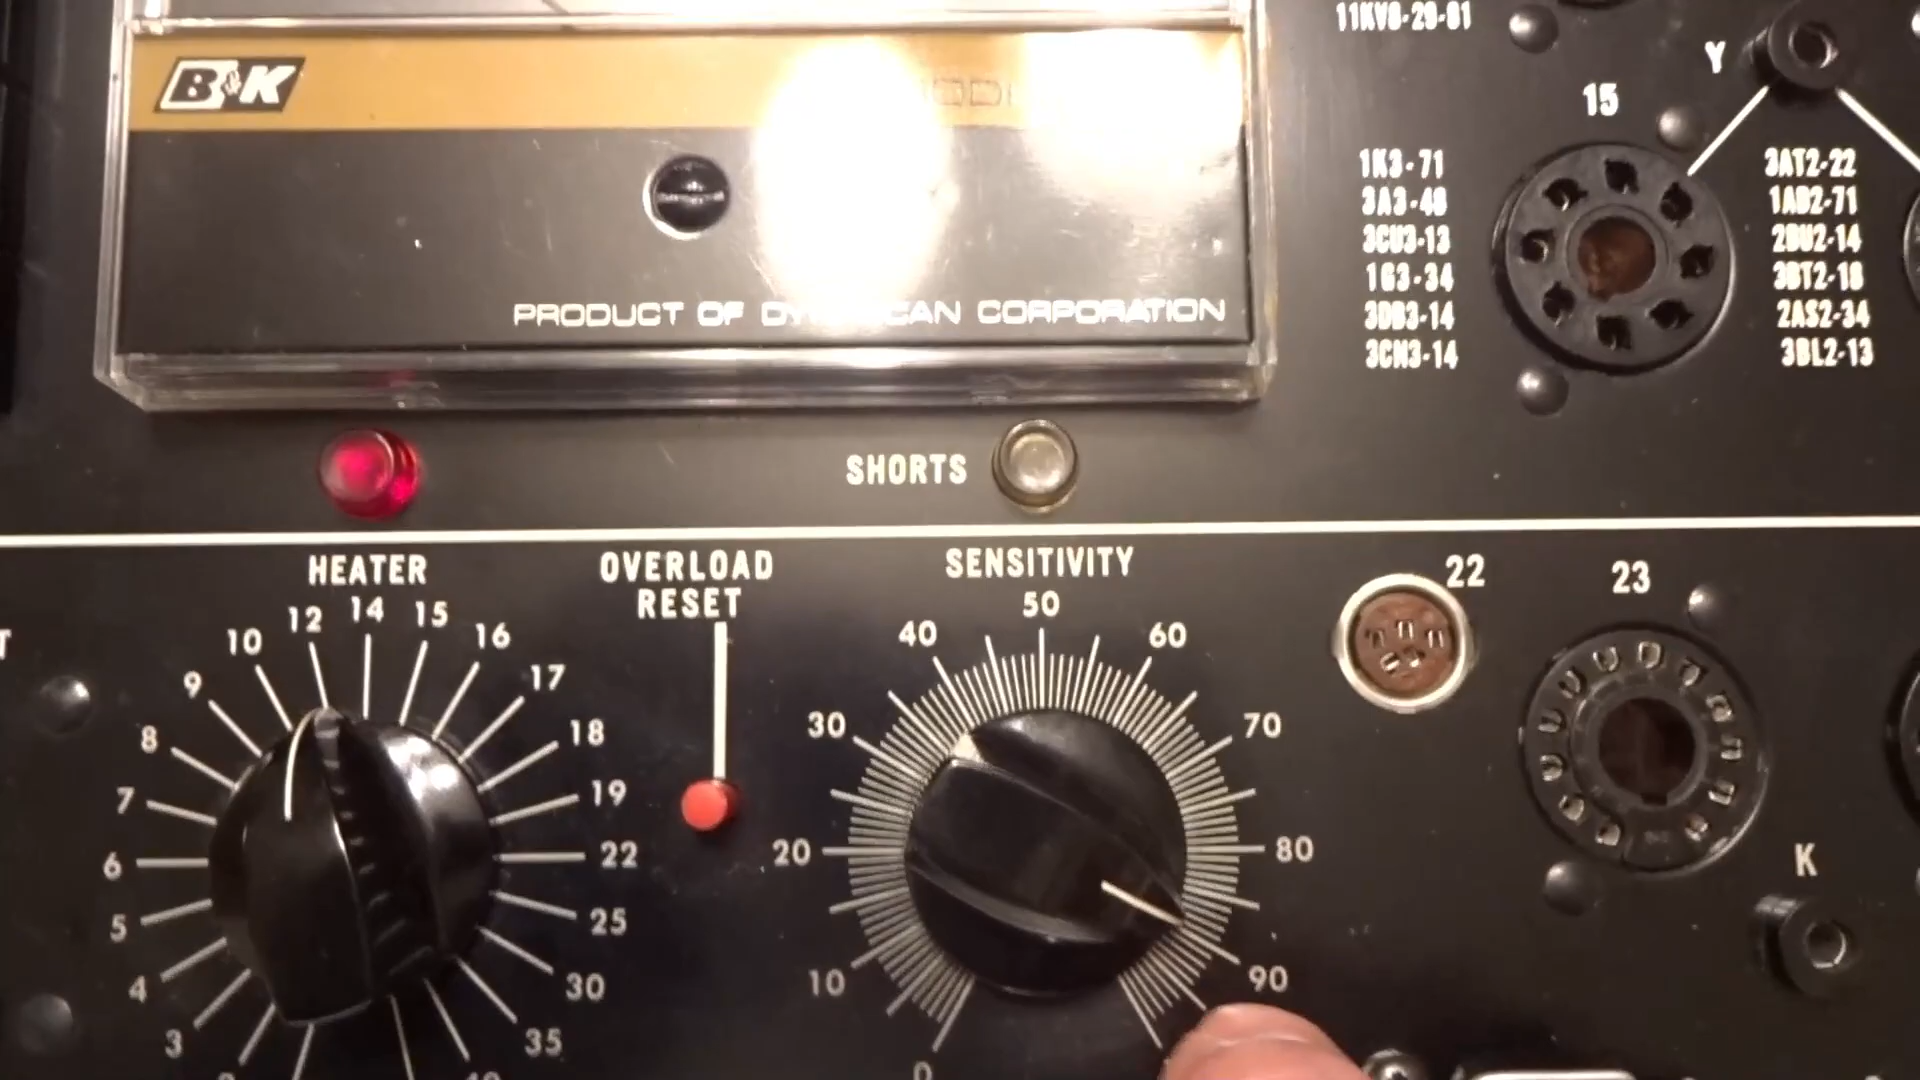 11KV8-29-81
B&K
Y
15
1K3-71
3A3-48
3CU3-13
1G3-34
3DB3-14
3CN3-14
3AT2-22
1AD2-71
2BU2-14
3BT2-18
2AS2-34
3BL2-13
PRODUCT OF CORPORATION
SHORTS
T
HEATER
3 4 5 6 7 8 9 10 12 14 15 16 17 18 19 22 25 30 35
OVERLOAD
RESET
SENSITIVITY
0 10 20 30 40 50 60 70 80 90
22
23
K